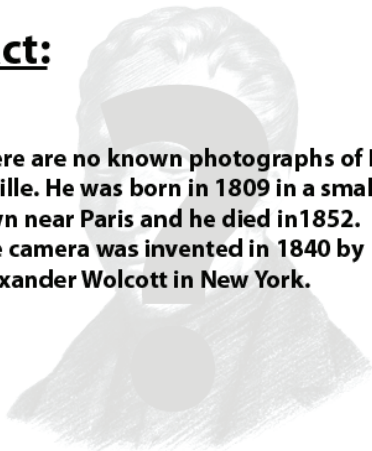 ct:
ere are no known photographs of
ille. He was born in 1809 in a smal
wn near Paris and he died in1852.
e camera was invented in 1840 by
xander Wolcott in New York.